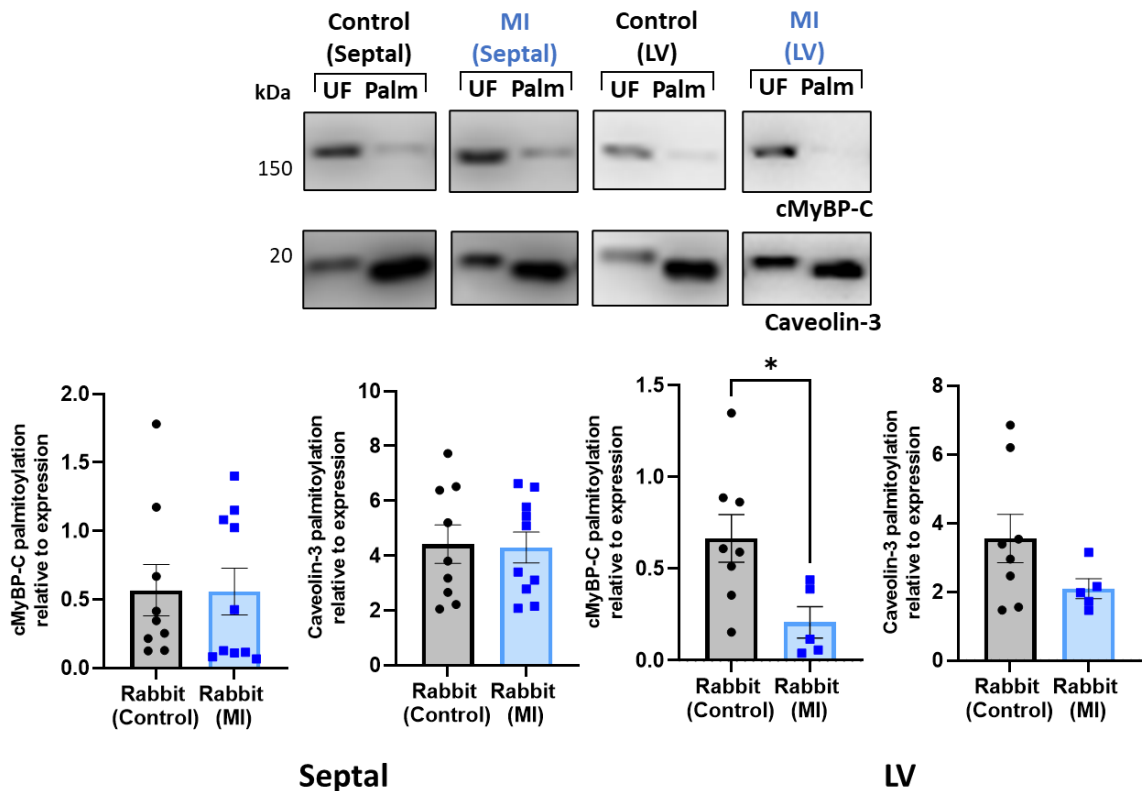 Control MI Control MI
(Septal) (Septal) (LV) (LV)
kDa UF Palm UF Palm UF Palm UF Palm
150
cMyBP-C
20
Caveolin-3
cMyBP-C palmitoylation
relative to expression
2.0
1.5
1.0
0.5
0.0
Rabbit Rabbit
(Control) (MI)
Caveolin-3 palmitoylation
relative to expression
10
8
6
4
2
0
Rabbit Rabbit
(Control) (MI)
cMyBP-C palmitoylation
relative to expression
1.5
1.0
0.5
0.0
*
Rabbit Rabbit
(Control) (MI)
Caveolin-3 palmitoylation
relative to expression
8
6
4
2
0
Rabbit Rabbit
(Control) (MI)
Septal LV